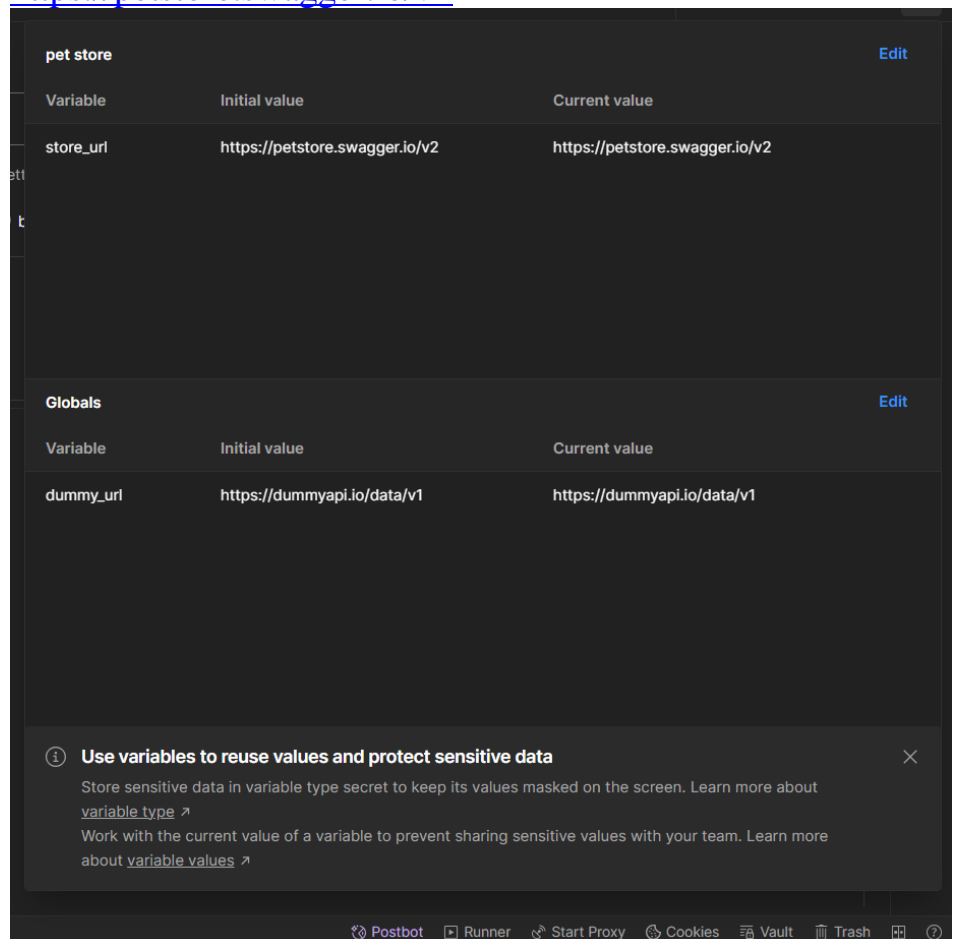 pet store
Edit
Variable Initial value Current value
store_url https://petstore.swagger.io/v2 https://petstore.swagger.io/v2
Globals
Edit
Variable Initial value Current value
dummy_url https://dummyapi.io/data/v1 https://dummyapi.io/data/v1
Use variables to reuse values and protect sensitive data
Store sensitive data in variable type secret to keep its values masked on the screen. Learn more about
variable type ↗
Work with the current value of a variable to prevent sharing sensitive values with your team. Learn more
about variable values ↗
Postbot Runner Start Proxy Cookies Vault Trash